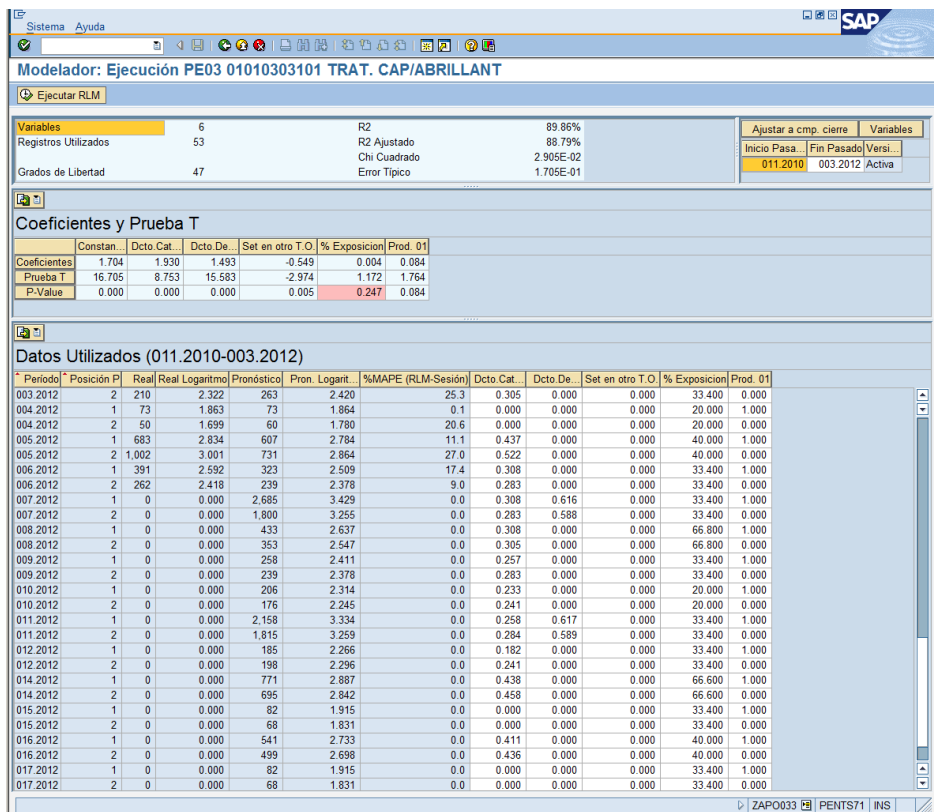 Sistema Ayuda
SAP
Modelador: Ejecución PE03 01010303101 TRAT. CAP/ABRILLANT
Ejecutar RLM
Variables 6 R2 89.86%
Registros Utilizados 53 R2 Ajustado 88.79%
Chi Cuadrado 2.905E-02
Grados de Libertad 47 Error Típico 1.705E-01
Ajustar a cmp. cierre Variables
Inicio Pasa... Fin Pasado Versi...
011.2010 003.2012 Activa
Coeficientes y Prueba T
Constan... Dcto.Cat... Dcto.De... Set en otro T.O. % Exposicion Prod. 01
Coeficientes 1.704 1.930 1.493 -0.549 0.004 0.084
Prueba T 16.705 8.753 15.583 -2.974 1.172 1.764
P-Value 0.000 0.000 0.000 0.005 0.247 0.084
Datos Utilizados (011.2010-003.2012)
Período Posición P Real Real Logaritmo Pronóstico Pron. Logarit... %MAPE (RLM-Sesión) Dcto.Cat... Dcto.De... Set en otro T.O. % Exposicion Prod. 01
003.2012 2 210 2.322 263 2.420 25.3 0.305 0.000 0.000 33.400 0.000
004.2012 1 73 1.863 73 1.864 0.1 0.000 0.000 0.000 20.000 1.000
004.2012 2 50 1.699 60 1.780 20.6 0.000 0.000 0.000 20.000 0.000
005.2012 1 683 2.834 607 2.784 11.1 0.437 0.000 0.000 40.000 1.000
005.2012 2 1,002 3.001 731 2.864 27.0 0.522 0.000 0.000 40.000 0.000
006.2012 1 391 2.592 323 2.509 17.4 0.308 0.000 0.000 33.400 1.000
006.2012 2 262 2.418 239 2.378 9.0 0.283 0.000 0.000 33.400 0.000
007.2012 1 0 0.000 2,685 3.429 0.0 0.308 0.616 0.000 33.400 1.000
007.2012 2 0 0.000 1,800 3.255 0.0 0.283 0.588 0.000 33.400 0.000
008.2012 1 0 0.000 433 2.637 0.0 0.308 0.000 0.000 66.800 1.000
008.2012 2 0 0.000 353 2.547 0.0 0.305 0.000 0.000 66.800 0.000
009.2012 1 0 0.000 258 2.411 0.0 0.257 0.000 0.000 33.400 1.000
009.2012 2 0 0.000 239 2.378 0.0 0.283 0.000 0.000 33.400 0.000
010.2012 1 0 0.000 206 2.314 0.0 0.233 0.000 0.000 20.000 1.000
010.2012 2 0 0.000 176 2.245 0.0 0.241 0.000 0.000 20.000 0.000
011.2012 1 0 0.000 2,158 3.334 0.0 0.258 0.617 0.000 33.400 1.000
011.2012 2 0 0.000 1,815 3.259 0.0 0.284 0.589 0.000 33.400 0.000
012.2012 1 0 0.000 185 2.266 0.0 0.182 0.000 0.000 33.400 1.000
012.2012 2 0 0.000 198 2.296 0.0 0.241 0.000 0.000 33.400 0.000
014.2012 1 0 0.000 771 2.887 0.0 0.438 0.000 0.000 66.600 1.000
014.2012 2 0 0.000 695 2.842 0.0 0.458 0.000 0.000 66.600 0.000
015.2012 1 0 0.000 82 1.915 0.0 0.000 0.000 0.000 33.400 1.000
015.2012 2 0 0.000 68 1.831 0.0 0.000 0.000 0.000 33.400 0.000
016.2012 1 0 0.000 541 2.733 0.0 0.411 0.000 0.000 40.000 1.000
016.2012 2 0 0.000 499 2.698 0.0 0.436 0.000 0.000 40.000 0.000
017.2012 1 0 0.000 82 1.915 0.0 0.000 0.000 0.000 33.400 1.000
017.2012 2 0 0.000 68 1.831 0.0 0.000 0.000 0.000 33.400 0.000
ZAPO033 PENTS71 INS